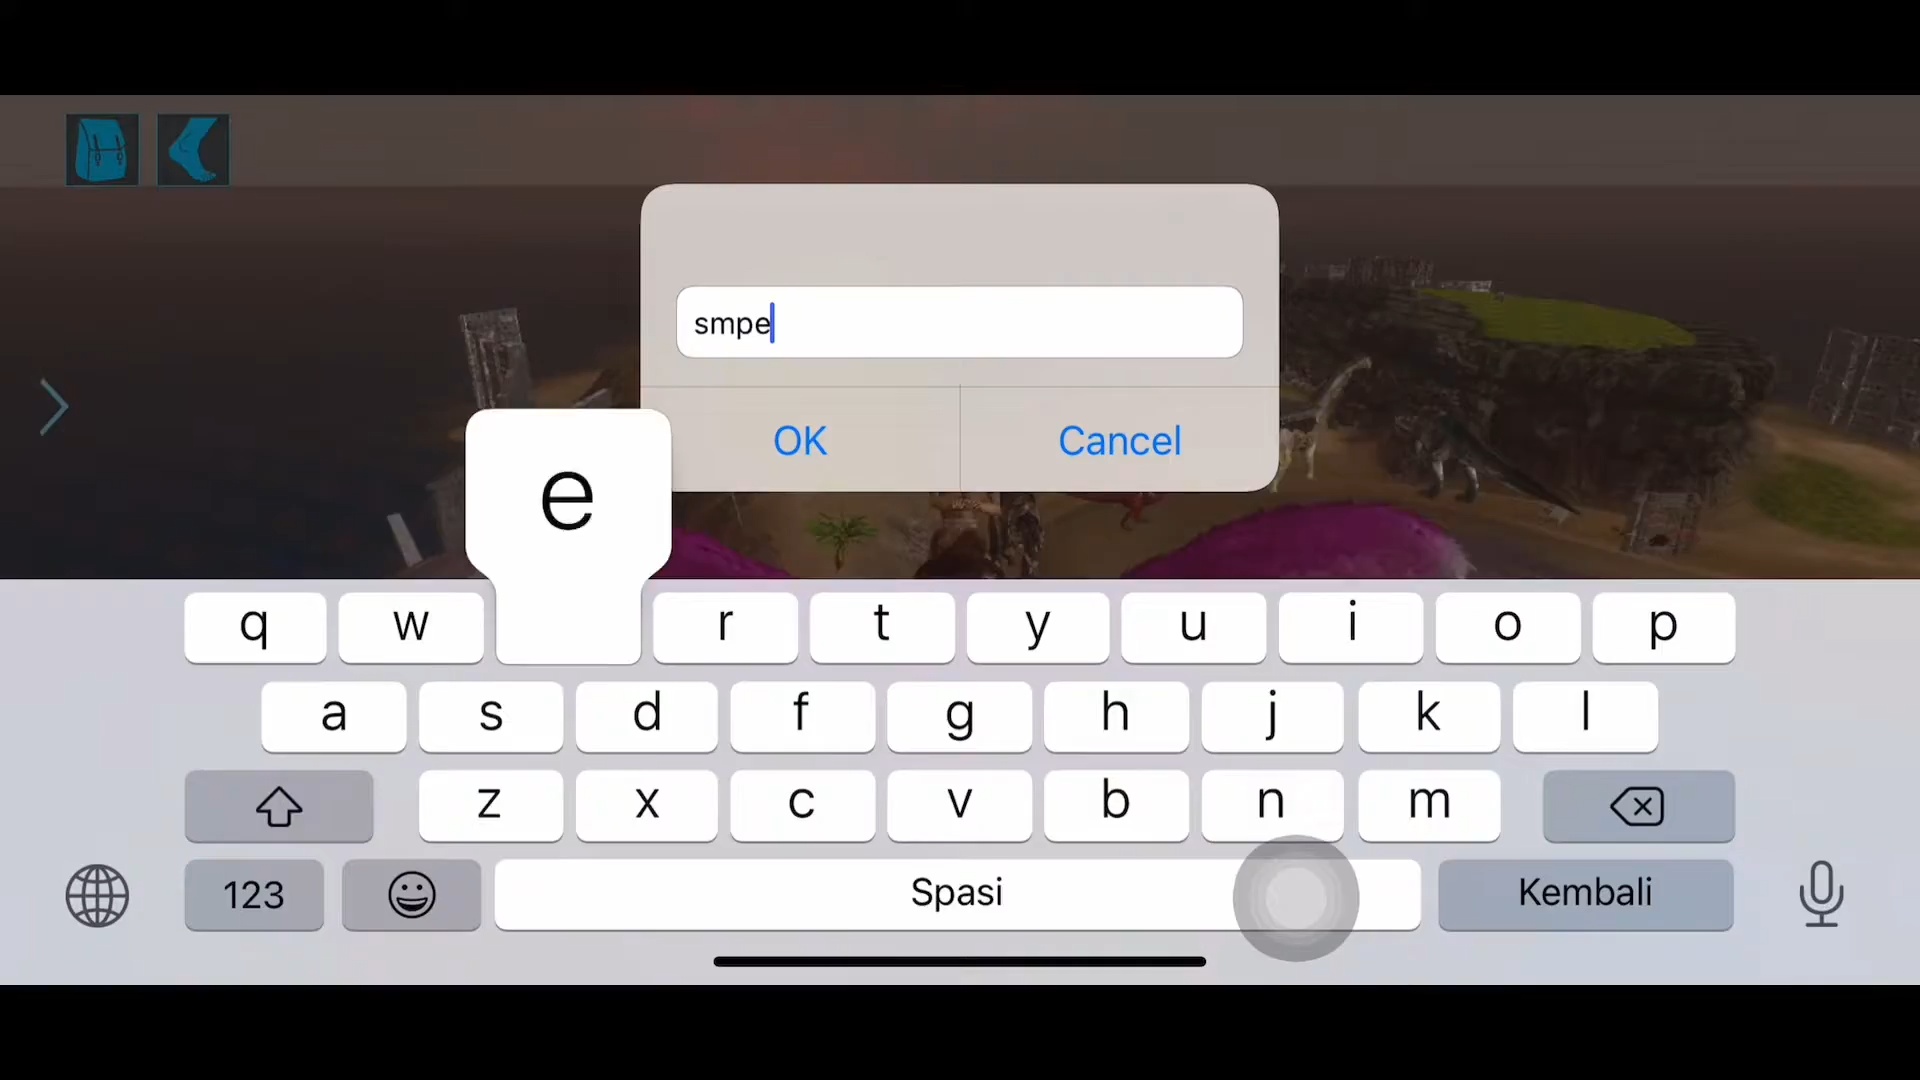 smpe
OK Cancel
e
q w r t y u i o p
a s d f g h j k l
z x c v b n m
123 Spasi Kembali